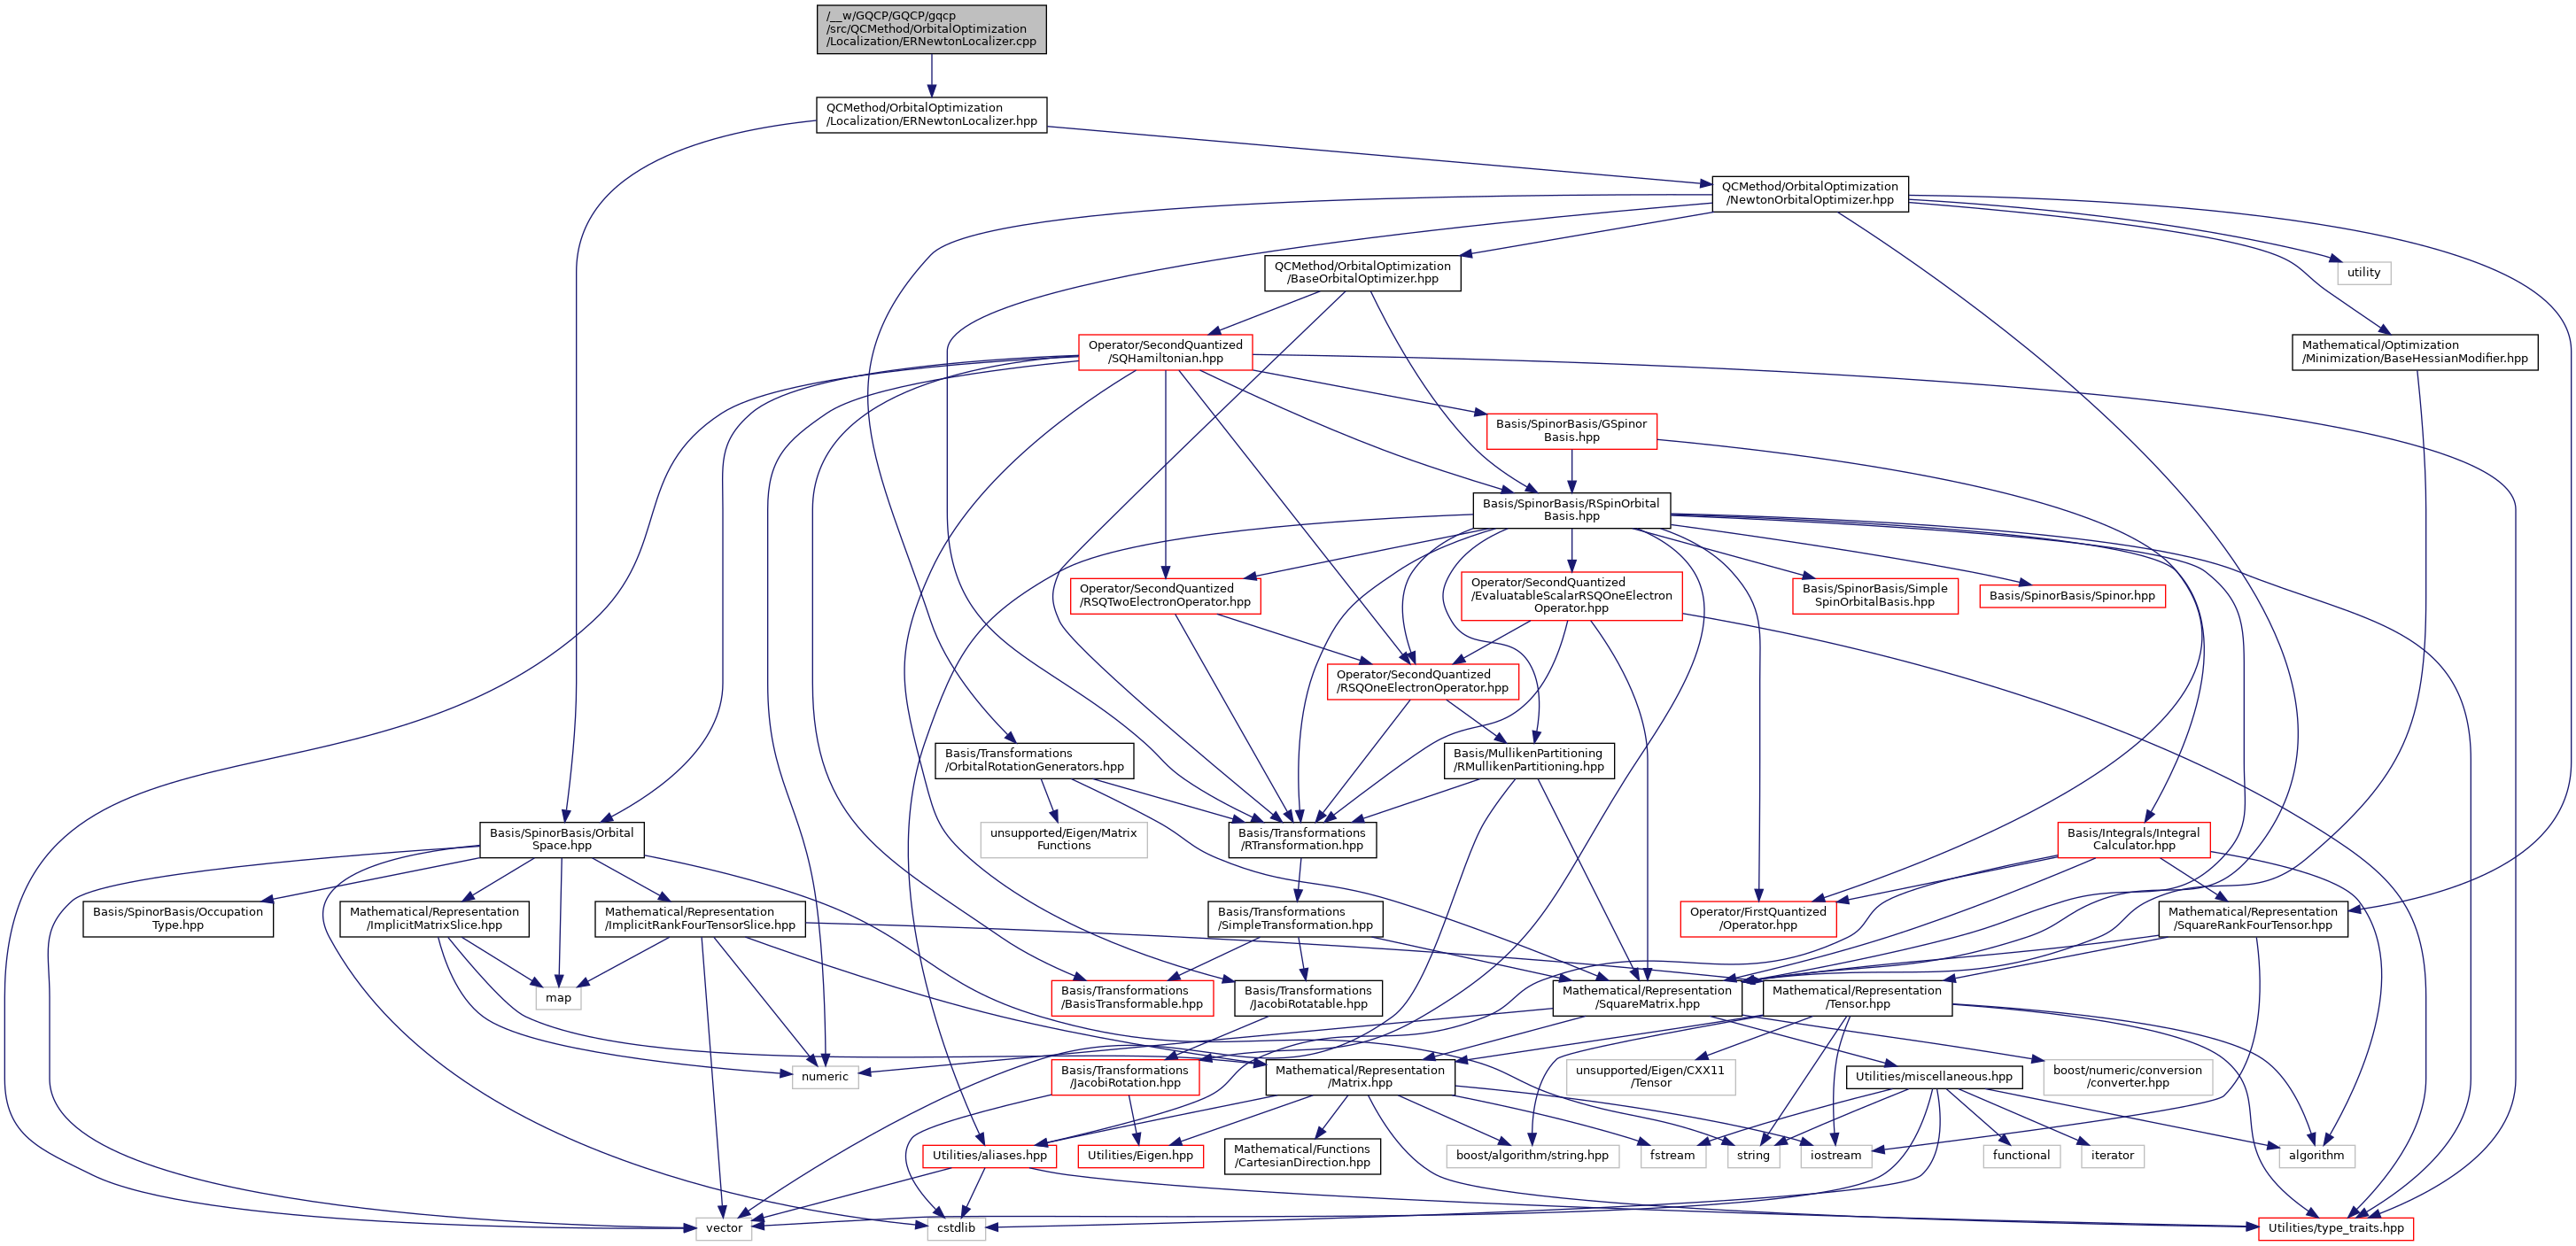 /__w/GQCP/GQCP/gqcp
/src/QCMethod/OrbitalOptimization
/Localization/ERNewtonLocalizer.cpp
QCMethod/OrbitalOptimization
/Localization/ERNewtonLocalizer.hpp
QCMethod/OrbitalOptimization
/NewtonOrbitalOptimizer.hpp
QCMethod/OrbitalOptimization
/BaseOrbitalOptimizer.hpp
utility
Operator/SecondQuantized
/SQHamiltonian.hpp
Mathematical/Optimization
/Minimization/BaseHessianModifier.hpp
Basis/SpinorBasis/GSpinor
Basis.hpp
Basis/SpinorBasis/RSpinOrbital
Basis.hpp
Operator/SecondQuantized
/RSQTwoElectronOperator.hpp
Operator/SecondQuantized
/EvaluatableScalarRSQOneElectron
Operator.hpp
Basis/SpinorBasis/Simple
SpinOrbitalBasis.hpp
Basis/SpinorBasis/Spinor.hpp
Operator/SecondQuantized
/RSQOneElectronOperator.hpp
Basis/Transformations
/OrbitalRotationGenerators.hpp
Basis/MullikenPartitioning
/RMullikenPartitioning.hpp
Basis/SpinorBasis/Orbital
Space.hpp
unsupported/Eigen/Matrix
Functions
Basis/Transformations
/RTransformation.hpp
Basis/Integrals/Integral
Calculator.hpp
Basis/SpinorBasis/Occupation
Type.hpp
Mathematical/Representation
/ImplicitMatrixSlice.hpp
Mathematical/Representation
/ImplicitRankFourTensorSlice.hpp
Basis/Transformations
/SimpleTransformation.hpp
Operator/FirstQuantized
/Operator.hpp
Mathematical/Representation
/SquareRankFourTensor.hpp
map
Basis/Transformations
/BasisTransformable.hpp
Basis/Transformations
/JacobiRotatable.hpp
Mathematical/Representation
/SquareMatrix.hpp
Mathematical/Representation
/Tensor.hpp
numeric
Basis/Transformations
/JacobiRotation.hpp
Mathematical/Representation
/Matrix.hpp
unsupported/Eigen/CXX11
/Tensor
Utilities/miscellaneous.hpp
boost/numeric/conversion
/converter.hpp
Utilities/aliases.hpp
Utilities/Eigen.hpp
Mathematical/Functions
/CartesianDirection.hpp
boost/algorithm/string.hpp
fstream
string
iostream
functional
iterator
algorithm
vector
cstdlib
Utilities/type_traits.hpp